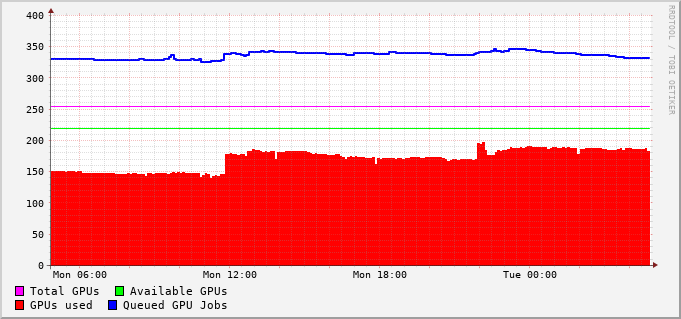 400
350
300
250
200
150
100
50
0
Mon 06:00 Mon 12:00 Mon 18:00 Tue 00:00
Total GPUs Available GPUs
GPUs used Queued GPU Jobs
RRDTOOL / TOBI OETIKER